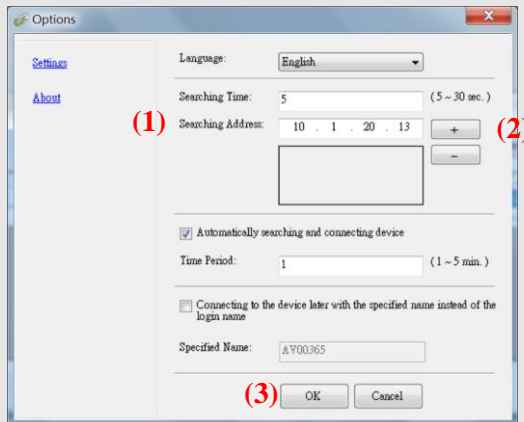 Options
Settings
About
Language: English
Searching Time: 5 (5 ~ 30 sec.)
(1) Searching Address: 10 . 1 . 20 . 13 + (2)
−
Automatically searching and connecting device
Time Period: 1 (1 ~ 5 min.)
Connecting to the device later with the specified name instead of the
login name
Specified Name: AV00365
(3) OK Cancel